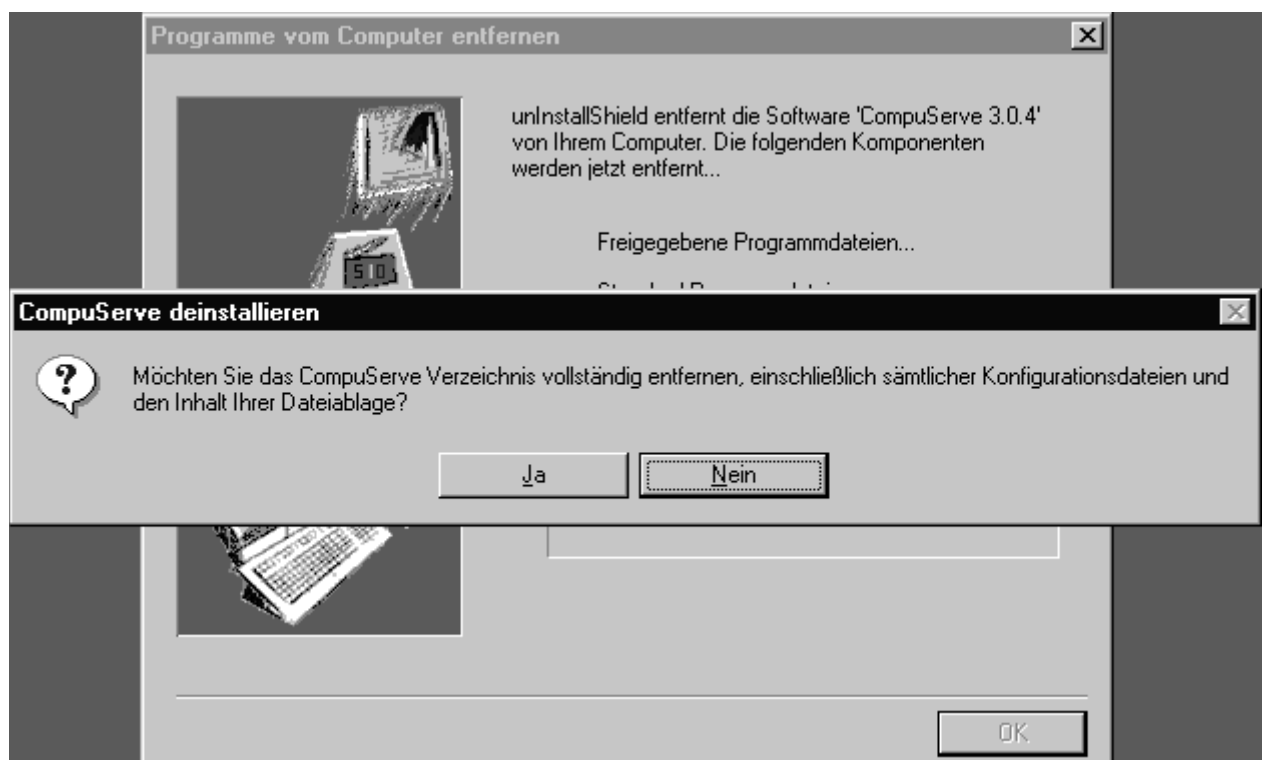 Programme vom Computer entfernen
unInstallShield entfernt die Software 'CompuServe 3.0.4'
von Ihrem Computer. Die folgenden Komponenten
werden jetzt entfernt...
Freigegebene Programmdateien...
CompuServe deinstallieren
Möchten Sie das CompuServe Verzeichnis vollständig entfernen, einschließlich sämtlicher Konfigurationsdateien und
den Inhalt Ihrer Dateiablage?
Ja
Nein
OK